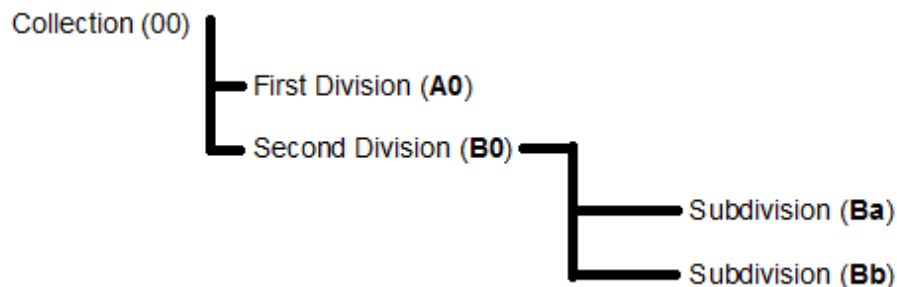 Collection (00)
First Division (A0)
Second Division (B0)
Subdivision (Ba)
Subdivision (Bb)